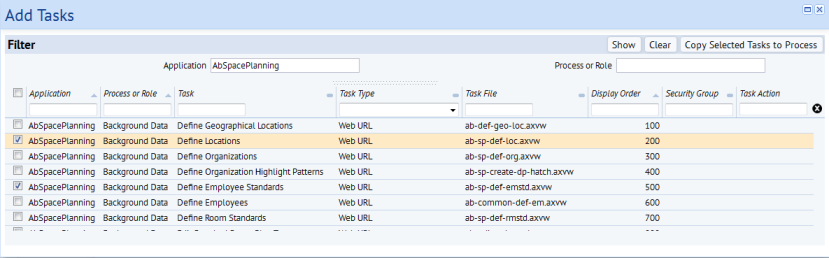 Add Tasks
Filter Show Clear Copy Selected Tasks to Process
Application AbSpacePlanning Process or Role
Application Process or Role Task Task Type Task File Display Order Security Group Task Action
AbSpacePlanning Background Data Define Geographical Locations Web URL ab-def-geo-loc.axvw 100
AbSpacePlanning Background Data Define Locations Web URL ab-sp-def-loc.axvw 200
AbSpacePlanning Background Data Define Organizations Web URL ab-sp-def-org.axvw 300
AbSpacePlanning Background Data Define Organization Highlight Patterns Web URL ab-sp-create-dp-hatch.axvw 400
AbSpacePlanning Background Data Define Employee Standards Web URL ab-sp-def-emstd.axvw 500
AbSpacePlanning Background Data Define Employees Web URL ab-common-def-em.axvw 600
AbSpacePlanning Background Data Define Room Standards Web URL ab-sp-def-rmstd.axvw 700